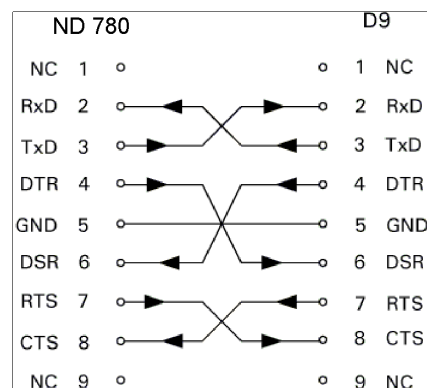 ND 780 D9
NC 1 1 NC
RxD 2 2 RxD
TxD 3 3 TxD
DTR 4 4 DTR
GND 5 5 GND
DSR 6 6 DSR
RTS 7 7 RTS
CTS 8 8 CTS
NC 9 9 NC